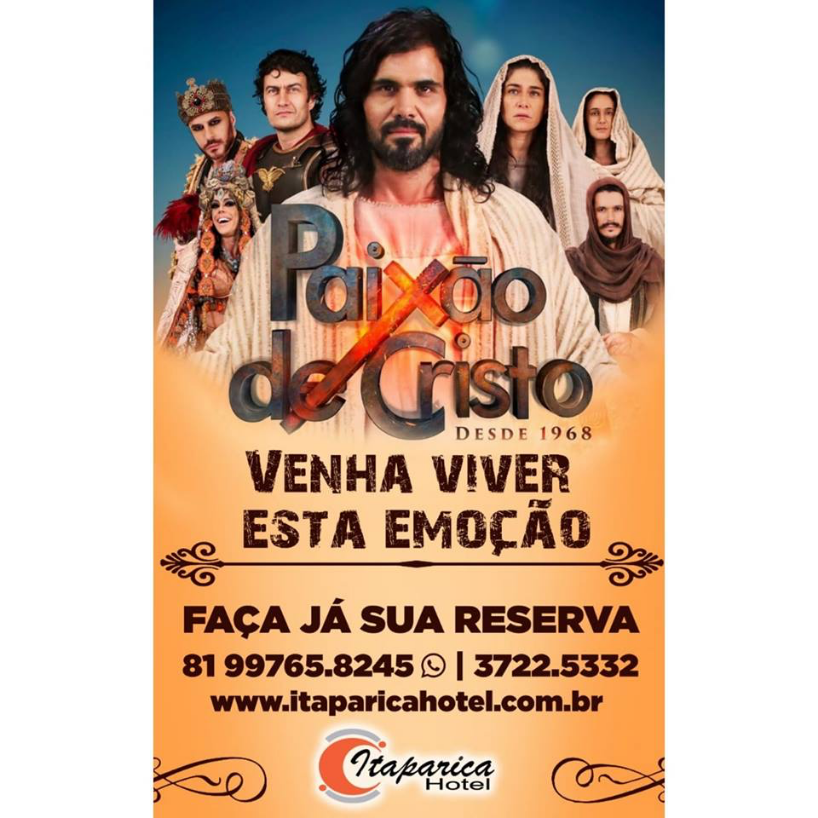 Paixão
de Cristo
DESDE 1968
VENHA VIVER
ESTA EMOÇÃO
FAÇA JÁ SUA RESERVA
81 99765.8245 | 3722.5332
www.itaparicahotel.com.br
Itaparica
Hotel